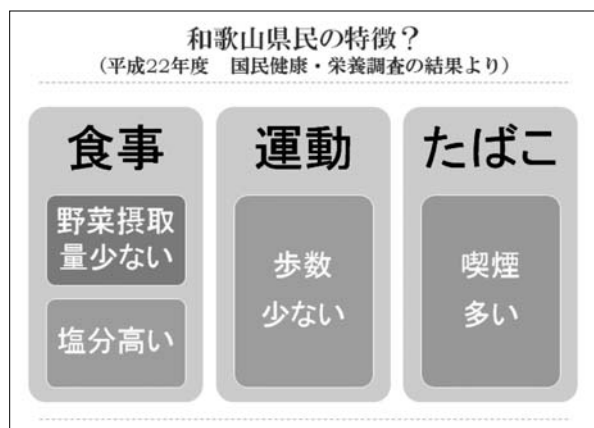 和歌山県民の特徴？
（平成22年度　国民健康・栄養調査の結果より）
食事
野菜摂取
量少ない
塩分高い
運動
歩数
少ない
たばこ
喫煙
多い